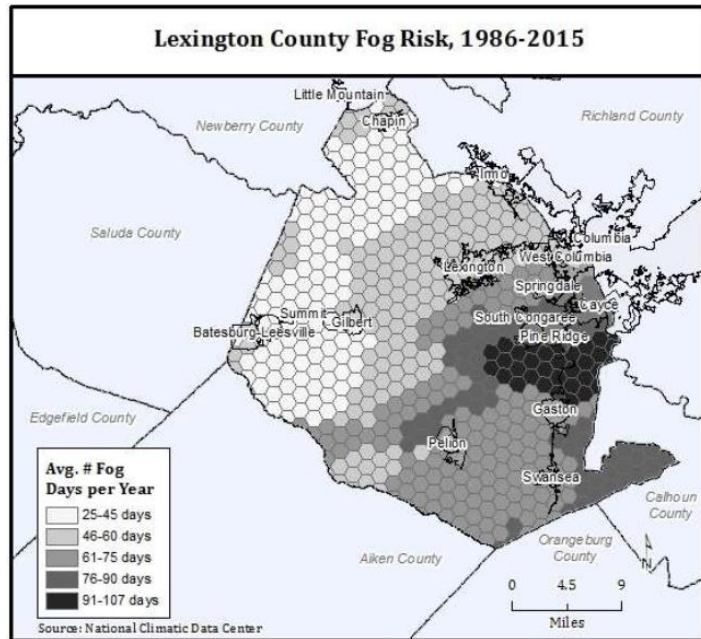 Lexington County Fog Risk, 1986-2015
Little Mountain
Newberry County
Chapin
Richland County
Irmo
Saluda County
Columbia
West Columbia
Lexington
Springdale
Cayce
Summit
South Congaree
Gilbert
Batesburg-Leesville
Pine Ridge
Edgefield County
Gaston
Pelion
Swansea
Calhoun
County
Orangeburg
County
Aiken County
N
Avg. # Fog
Days per Year
25-45 days
46-60 days
61-75 days
76-90 days
91-107 days
0 4.5 9
Miles
Source: National Climatic Data Center